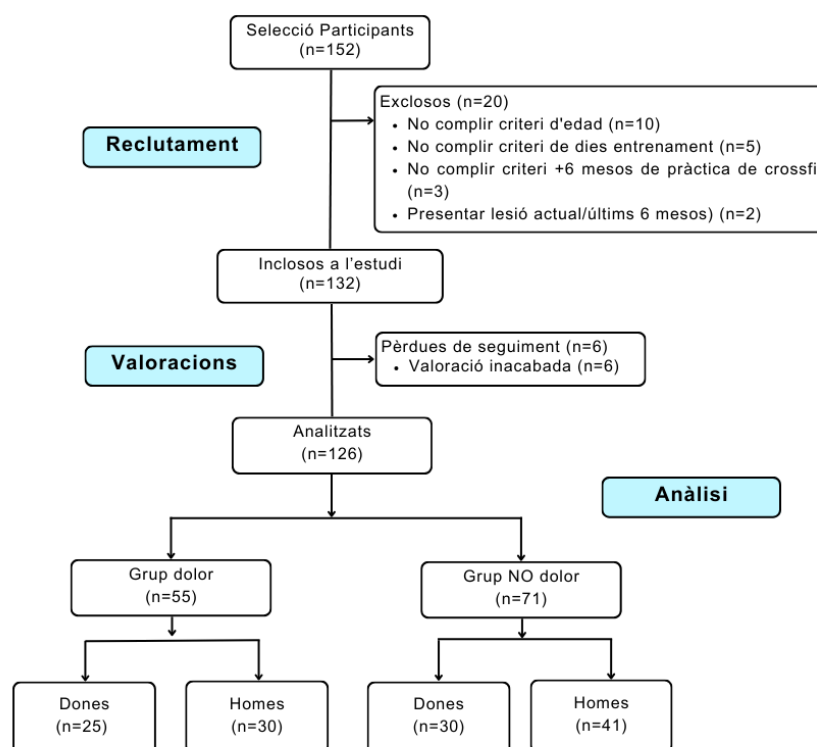 Selecció Participants
(n=152)
Exclosos (n=20)
• No complir criteri d'edad (n=10)
• No complir criteri de dies entrenament (n=5)
• No complir criteri +6 mesos de pràctica de crossfi
(n=3)
• Presentar lesió actual/últims 6 mesos) (n=2)
Reclutament
Inclosos a l'estudi
(n=132)
Pèrdues de seguiment (n=6)
• Valoració inacabada (n=6)
Valoracions
Analitzats
(n=126)
Anàlisi
Grup dolor
(n=55)
Grup NO dolor
(n=71)
Dones
(n=25)
Homes
(n=30)
Dones
(n=30)
Homes
(n=41)